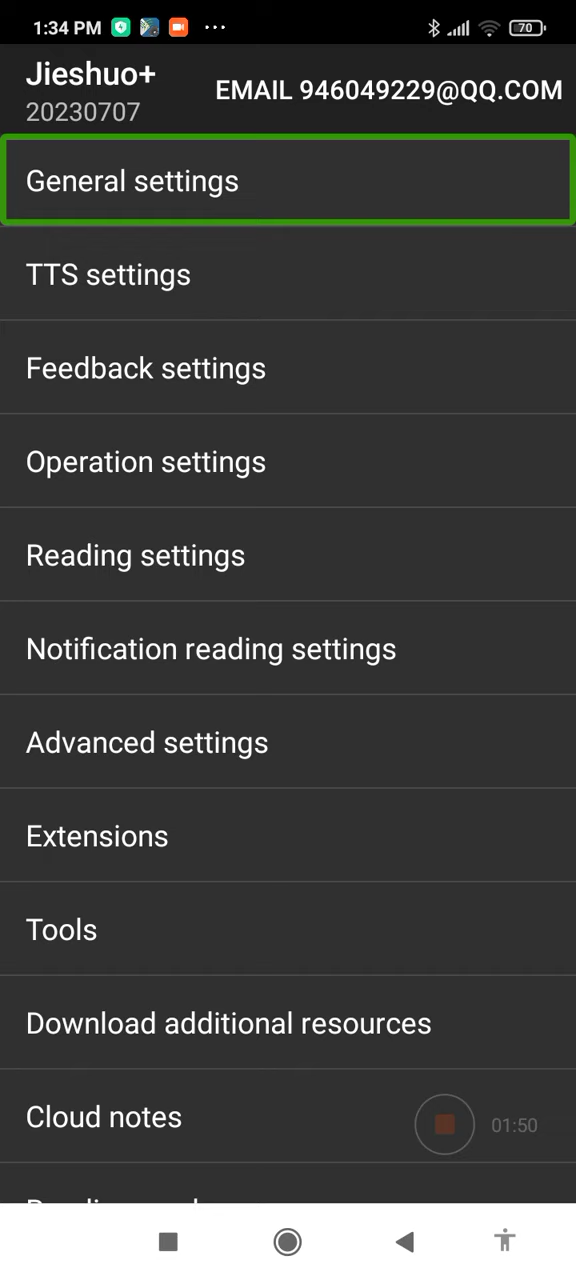 1:34 PM
70
Jieshuo+
20230707
EMAIL 946049229@QQ.COM
General settings
TTS settings
Feedback settings
Operation settings
Reading settings
Notification reading settings
Advanced settings
Extensions
Tools
Download additional resources
Cloud notes
01:50